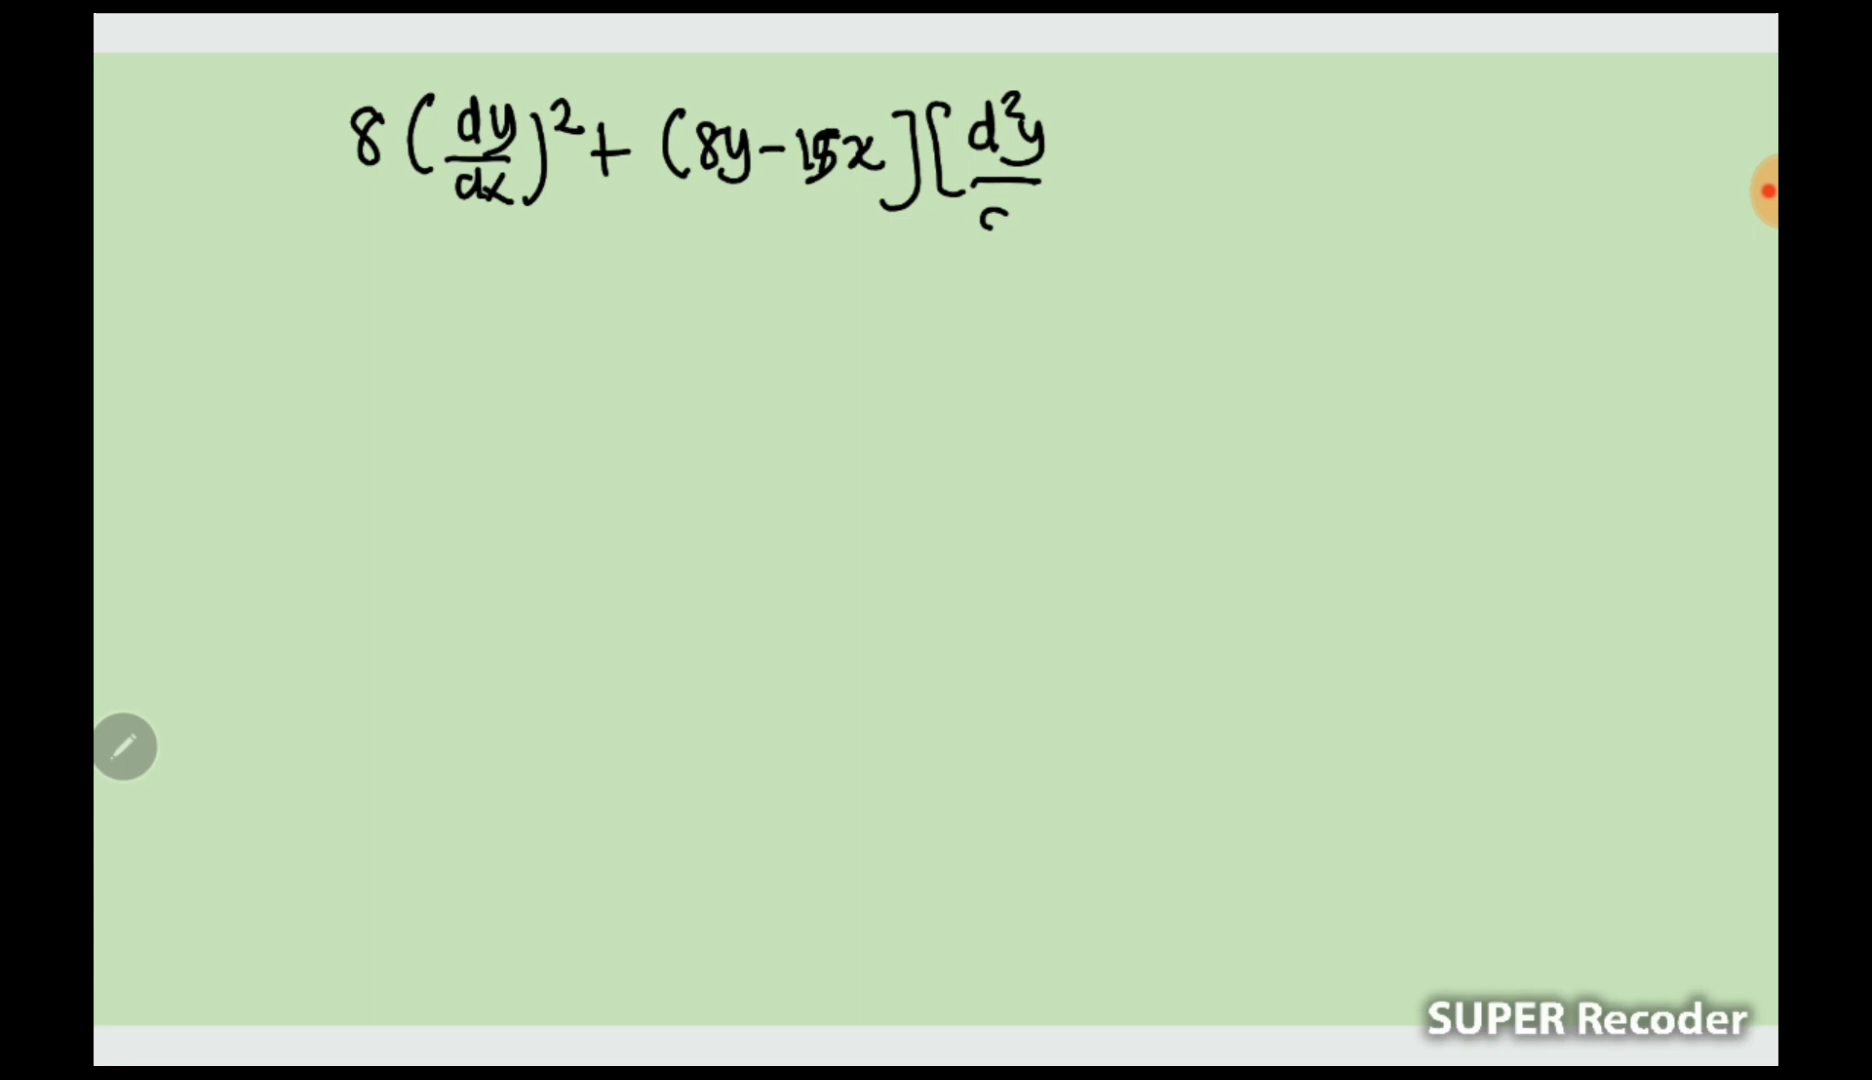 8 (dy/dx)² + (8y - 15x] [d²y/
SUPER Recoder